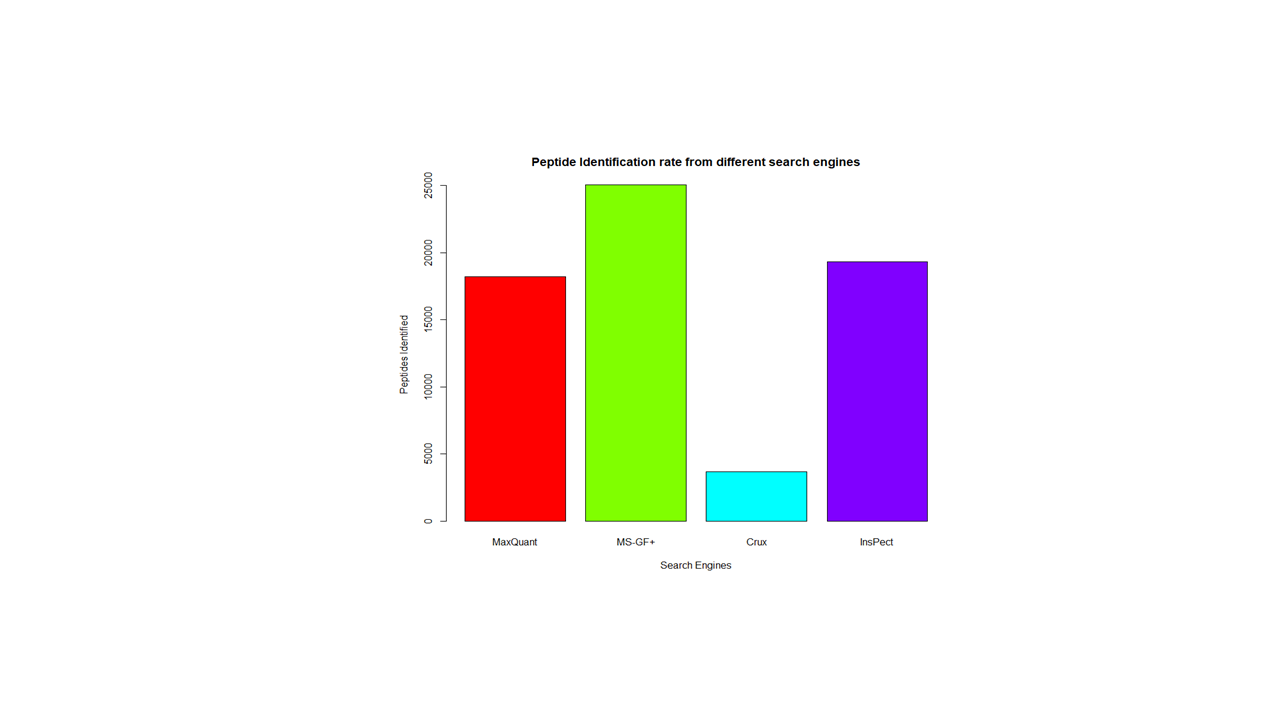 Peptide Identification rate from different search engines
Peptides Identified
25000
20000
15000
10000
5000
0
MaxQuant MS-GF+ Crux InsPect
Search Engines